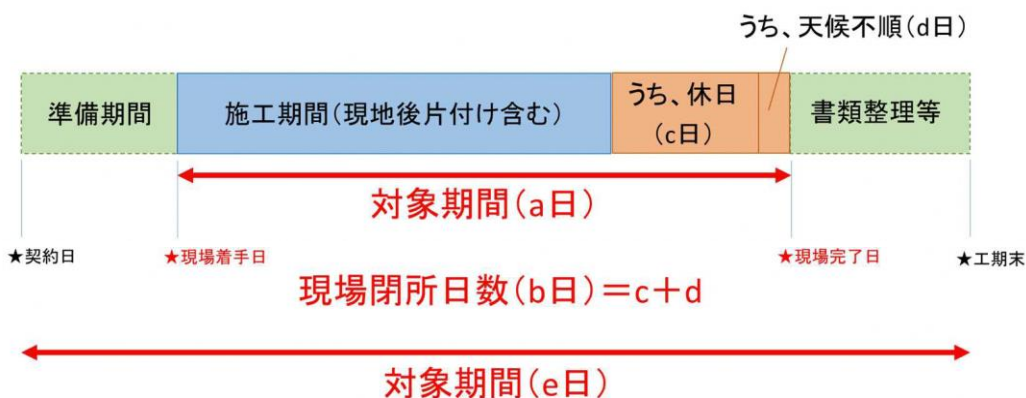 うち、天候不順(d日)
準備期間
施工期間(現地後片付け含む)
うち、休日
(c日)
書類整理等
対象期間(a日)
★契約日
★現場着手日
★現場完了日
★工期末
現場閉所日数(b日)=c+d
対象期間(e日)